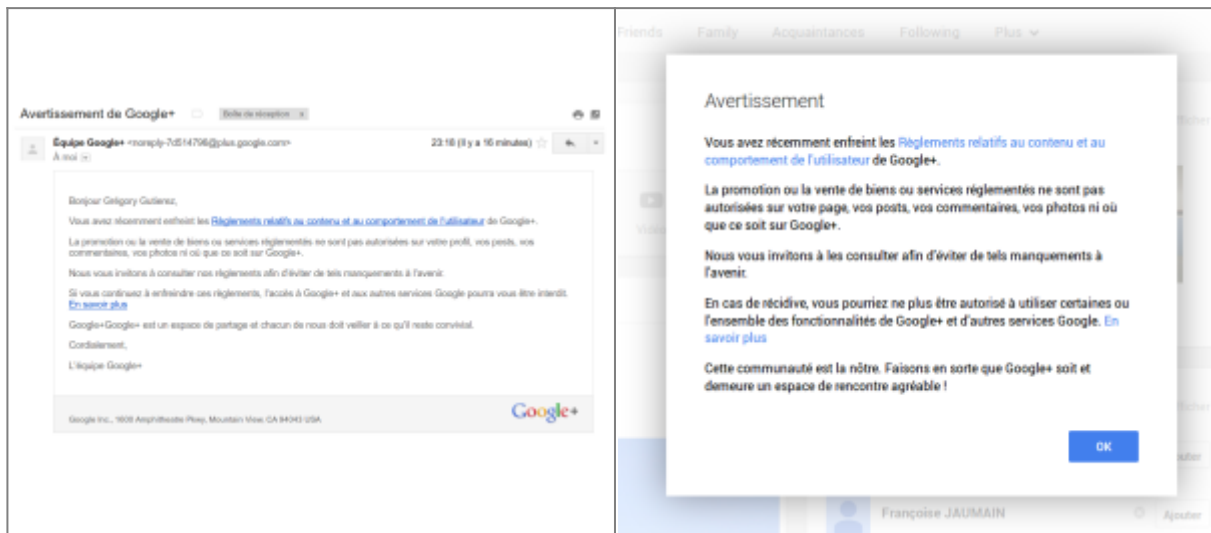 Avertissement de Google+ Boîte de réception x
Équipe Google+ <noreply-7d514798@plus.google.com> 23:18 (Il y a 16 minutes)
À moi
Bonjour Grégory Gutierez,
Vous avez récemment enfreint les Règlements relatifs au contenu et au comportement de l'utilisateur de Google+.
La promotion ou la vente de biens ou services réglementés ne sont pas autorisées sur votre profil, vos posts, vos
commentaires, vos photos ni où que ce soit sur Google+.
Nous vous invitons à consulter nos règlements afin d'éviter de tels manquements à l'avenir.
Si vous continuez à enfreindre ces règlements, l'accès à Google+ et aux autres services Google pourra vous être interdit.
En savoir plus
Google+Google+ est un espace de partage et chacun de nous doit veiller à ce qu'il reste convivial.
Cordialement,
L'équipe Google+
Google Inc., 1600 Amphitheatre Pkwy, Mountain View, CA 94043 USA
Google+
Friends Family Acquaintances Following Plus
Avertissement
Vous avez récemment enfreint les Règlements relatifs au contenu et au
comportement de l'utilisateur de Google+.
La promotion ou la vente de biens ou services réglementés ne sont pas
autorisées sur votre page, vos posts, vos commentaires, vos photos ni où
que ce soit sur Google+.
Nous vous invitons à les consulter afin d'éviter de tels manquements à
l'avenir.
En cas de récidive, vous pourriez ne plus être autorisé à utiliser certaines ou
l'ensemble des fonctionnalités de Google+ et d'autres services Google. En
savoir plus
Cette communauté est la nôtre. Faisons en sorte que Google+ soit et
demeure un espace de rencontre agréable !
OK
Françoise JAUMAIN
Ajouter